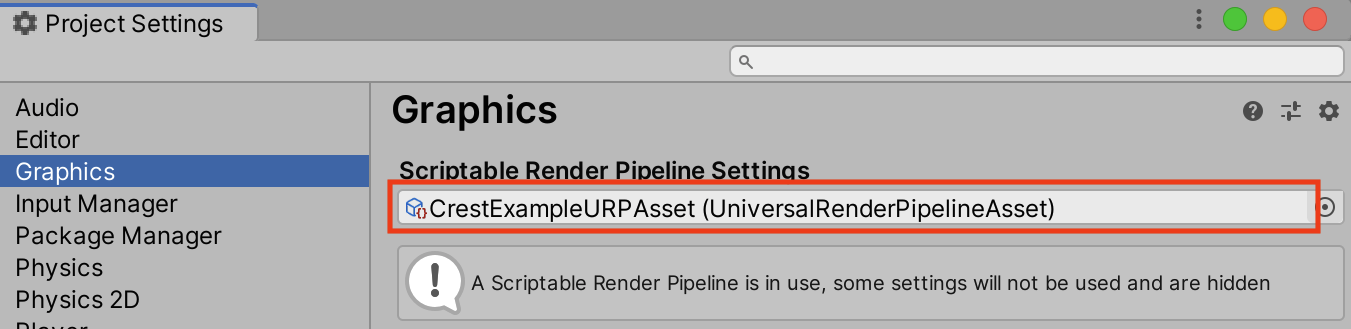 Project Settings
Graphics
Scriptable Render Pipeline Settings
CrestExampleURPAsset (UniversalRenderPipelineAsset)
A Scriptable Render Pipeline is in use, some settings will not be used and are hidden
Audio
Editor
Graphics
Input Manager
Package Manager
Physics
Physics 2D
Player